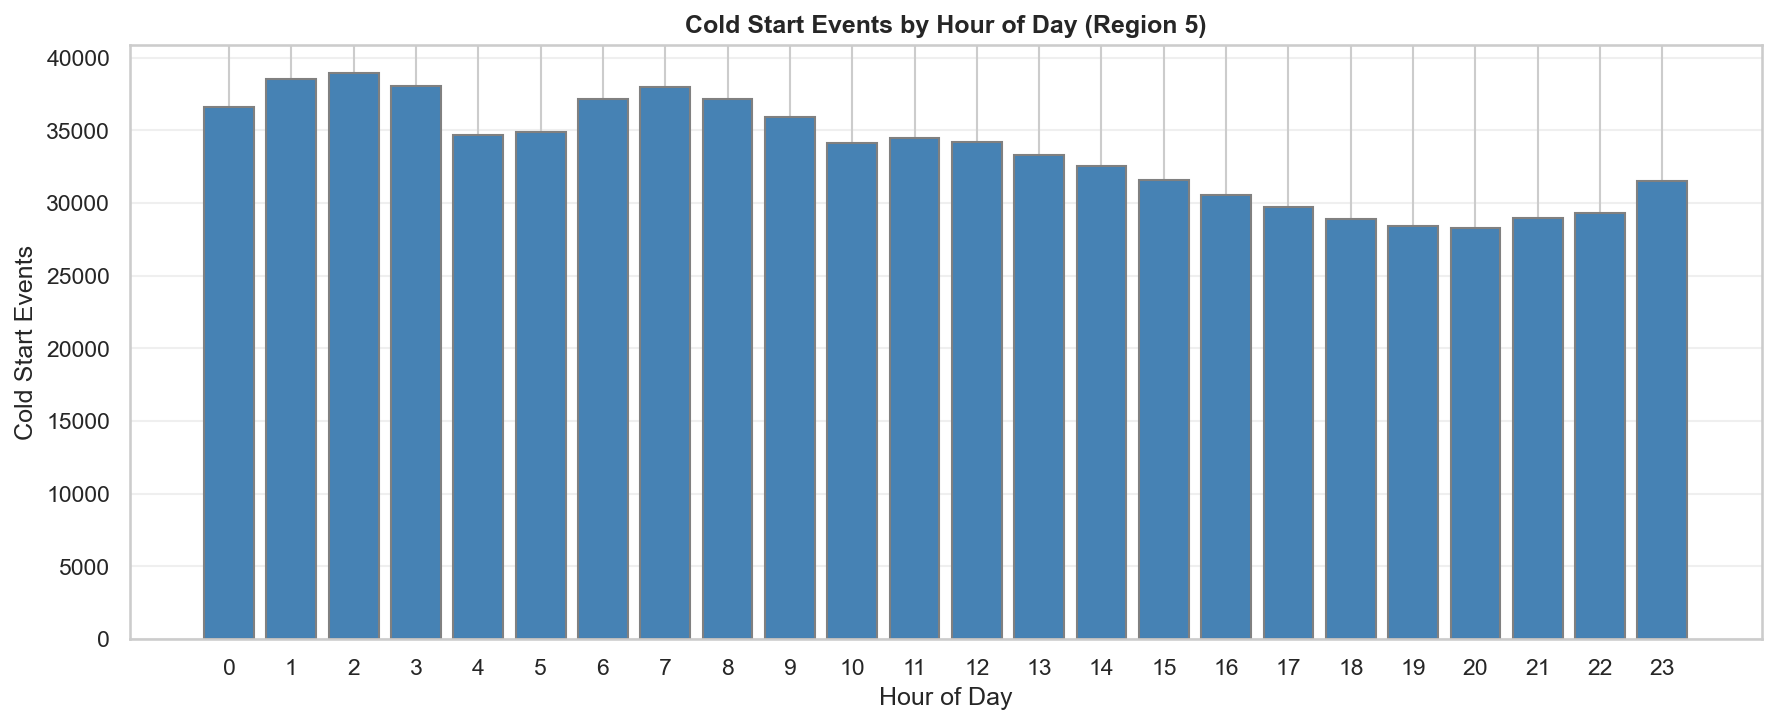 Cold Start Events by Hour of Day (Region 5)
40000
35000
30000
25000
20000
15000
10000
5000
0
Cold Start Events
0 1 2 3 4 5 6 7 8 9 10 11 12 13 14 15 16 17 18 19 20 21 22 23
Hour of Day